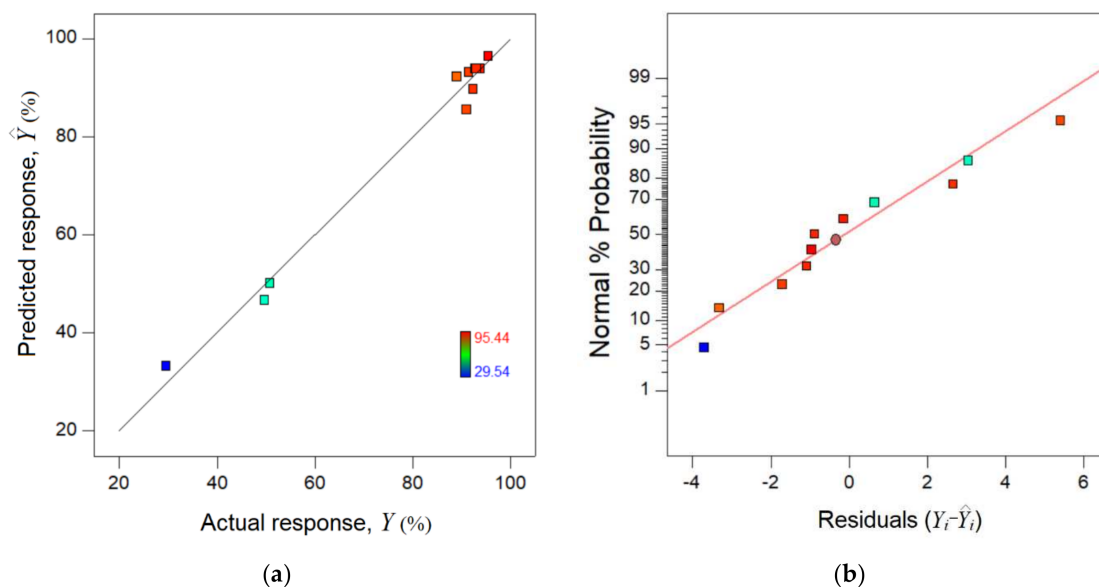 100
80
60
40
20
Predicted response, Ŷ (%)
95.44
29.54
20 40 60 80 100
Actual response, Y (%)
(a)
99
95
90
80
70
50
30
20
10
5
1
Normal % Probability
-4 -2 0 2 4 6
Residuals (Yᵢ-Ŷᵢ)
(b)